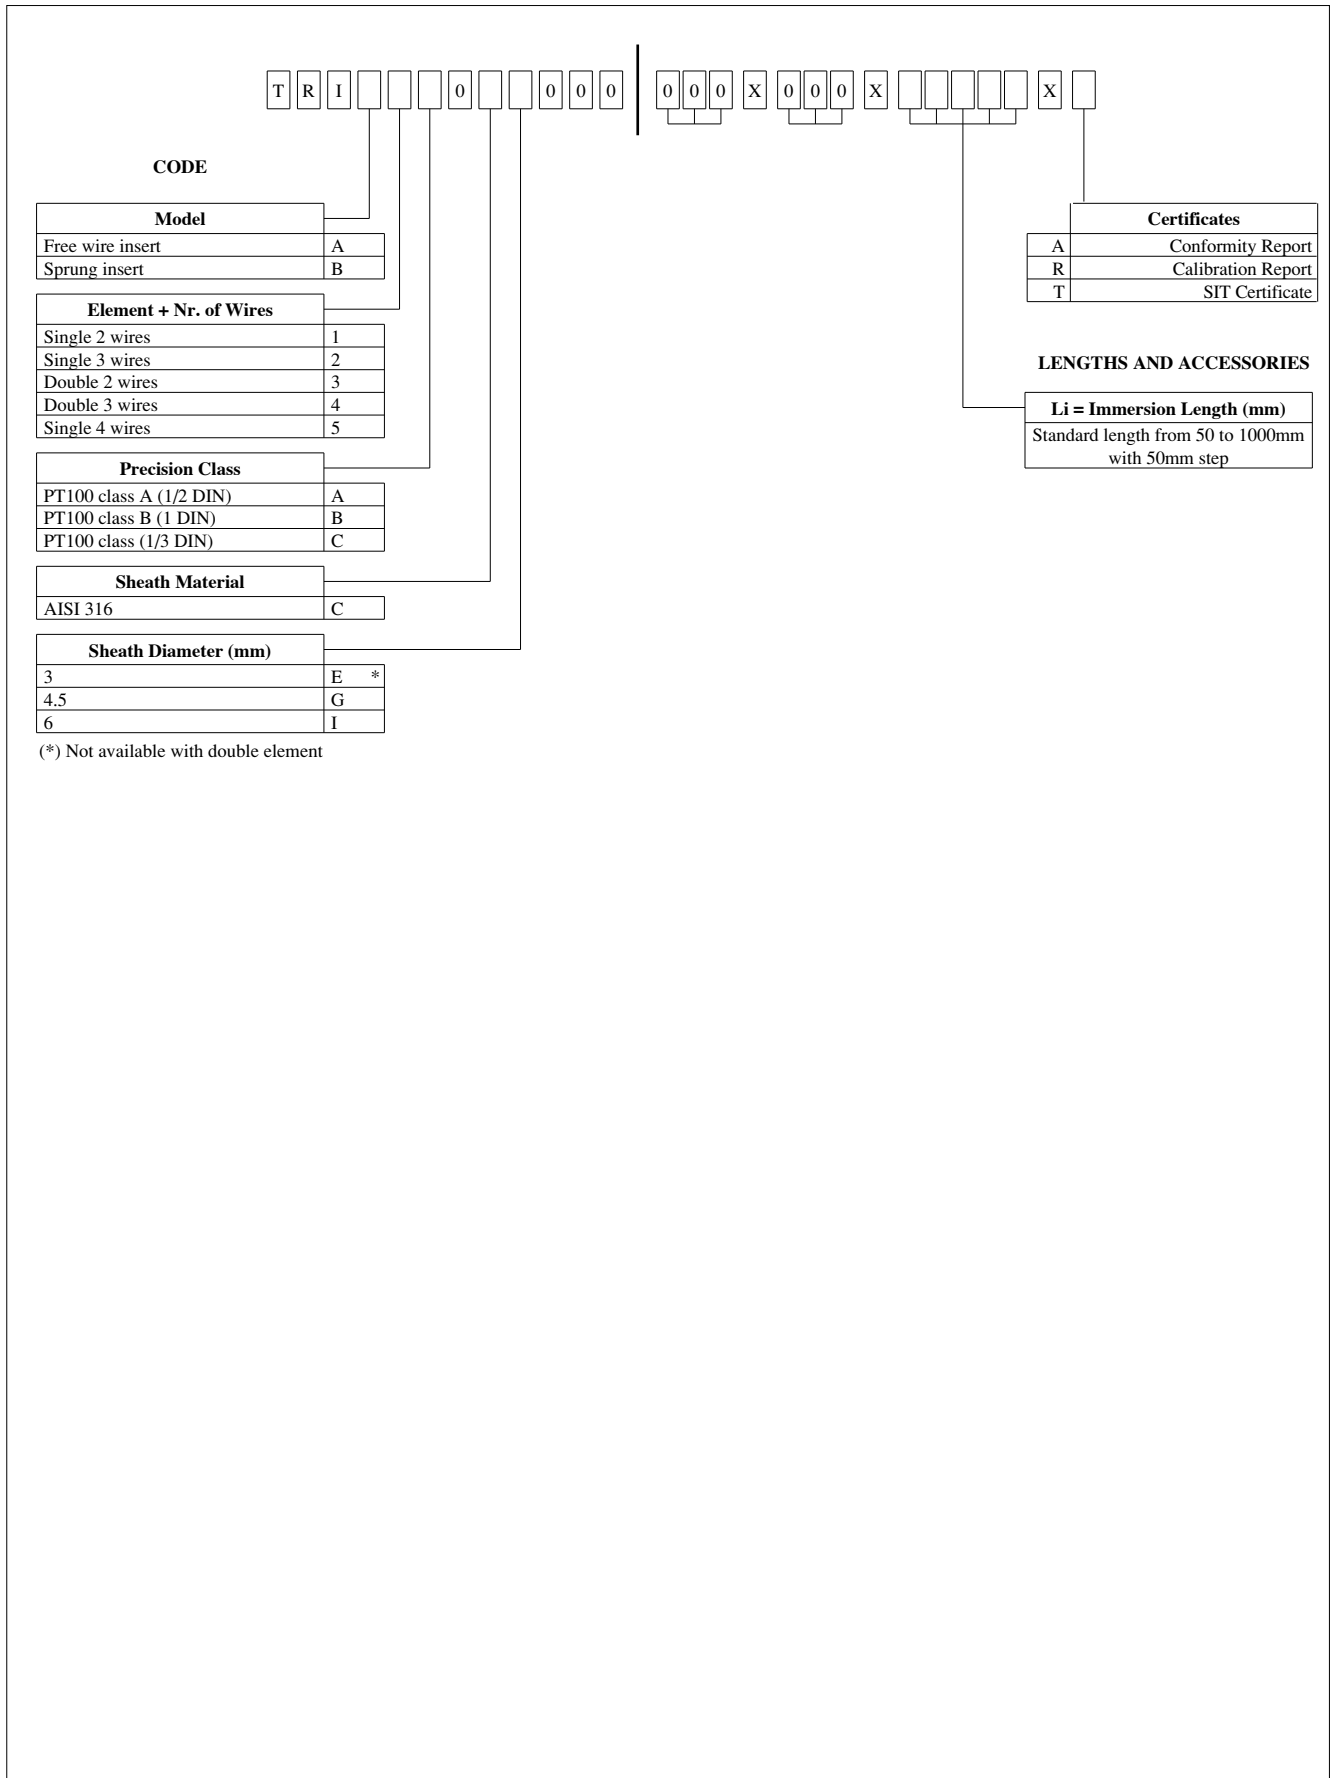 T R I 0 0 0 0 0 0 0 X 0 0 0 X X
CODE
Model
Free wire insert A
Sprung insert B
Element + Nr. of Wires
Single 2 wires 1
Single 3 wires 2
Double 2 wires 3
Double 3 wires 4
Single 4 wires 5
Precision Class
PT100 class A (1/2 DIN) A
PT100 class B (1 DIN) B
PT100 class (1/3 DIN) C
Sheath Material
AISI 316 C
Sheath Diameter (mm)
3 E *
4.5 G
6 I
(*) Not available with double element
Certificates
A Conformity Report
R Calibration Report
T SIT Certificate
LENGTHS AND ACCESSORIES
Li = Immersion Length (mm)
Standard length from 50 to 1000mm
with 50mm step